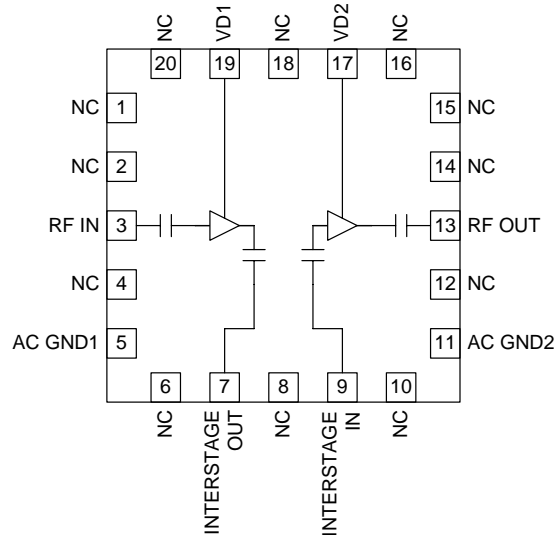 NC
VD1
NC
VD2
NC
20
19
18
17
16
NC 1
15 NC
NC 2
14 NC
RF IN 3
13 RF OUT
NC 4
12 NC
AC GND1 5
11 AC GND2
6
7
8
9
10
NC
INTERSTAGE
OUT
NC
INTERSTAGE
IN
NC